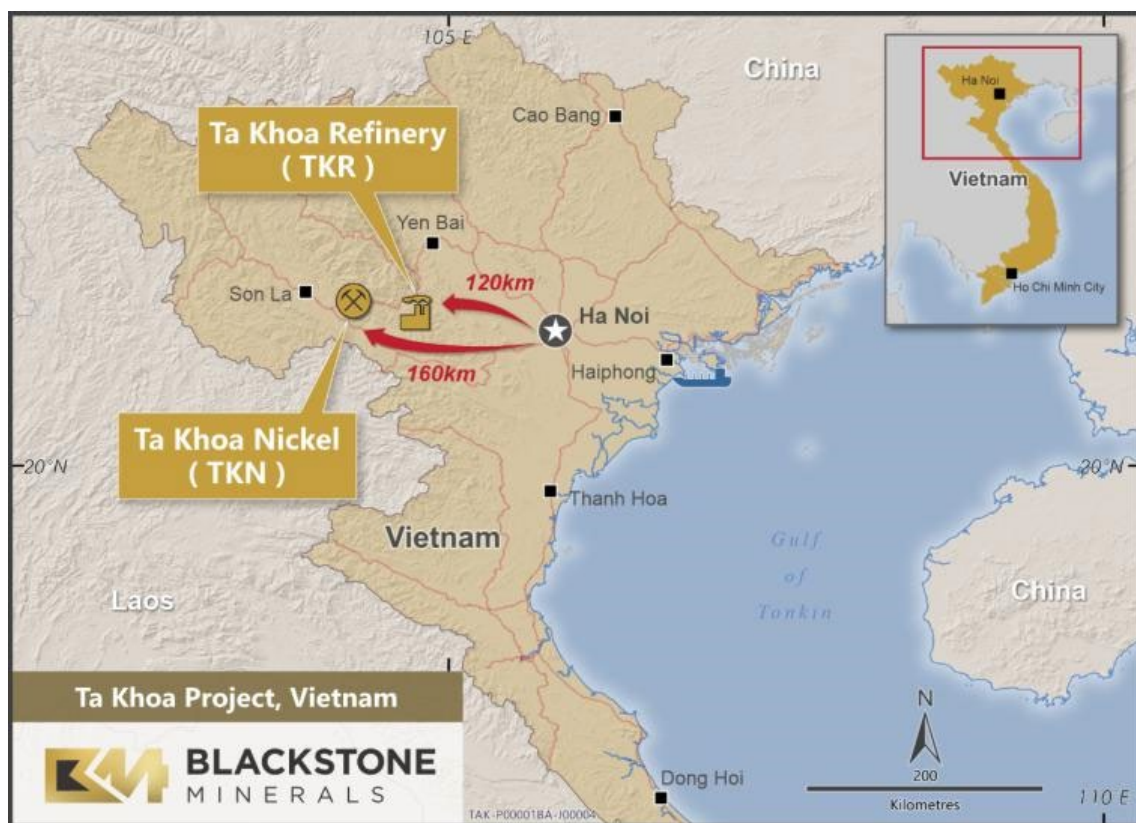 105 E
China
Ha Noi
Vietnam
Ho Chi Minh City
Cao Bang
Ta Khoa Refinery
( TKR )
Yen Bai
120km
Son La
Ha Noi
Haiphong
160km
Ta Khoa Nickel
( TKN )
20°N
20°N
Thanh Hoa
Vietnam
Gulf
of
Tonkin
Laos
China
Ta Khoa Project, Vietnam
BLACKSTONE
MINERALS
TAK-P00001BA-J00004
N
200
Kilometres
Dong Hoi
110 E